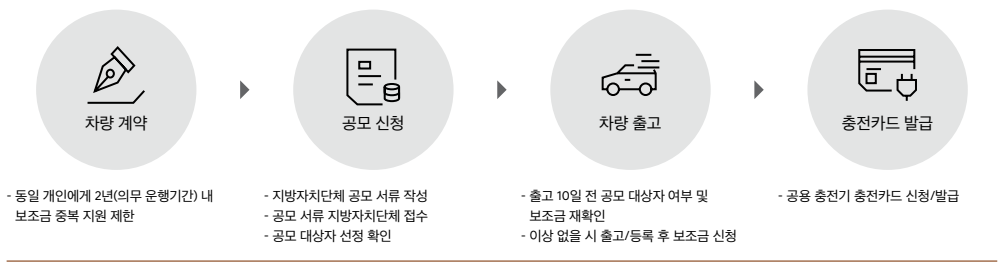 차량 계약
공모 신청
차량 출고
충전카드 발급
- 동일 개인에게 2년(의무 운행기간) 내
보조금 중복 지원 제한
- 지방자치단체 공모 서류 작성
- 공모 서류 지방자치단체 접수
- 공모 대상자 선정 확인
- 출고 10일 전 공모 대상자 여부 및
보조금 재확인
- 이상 없을 시 출고/등록 후 보조금 신청
- 공용 충전기 충전카드 신청/발급